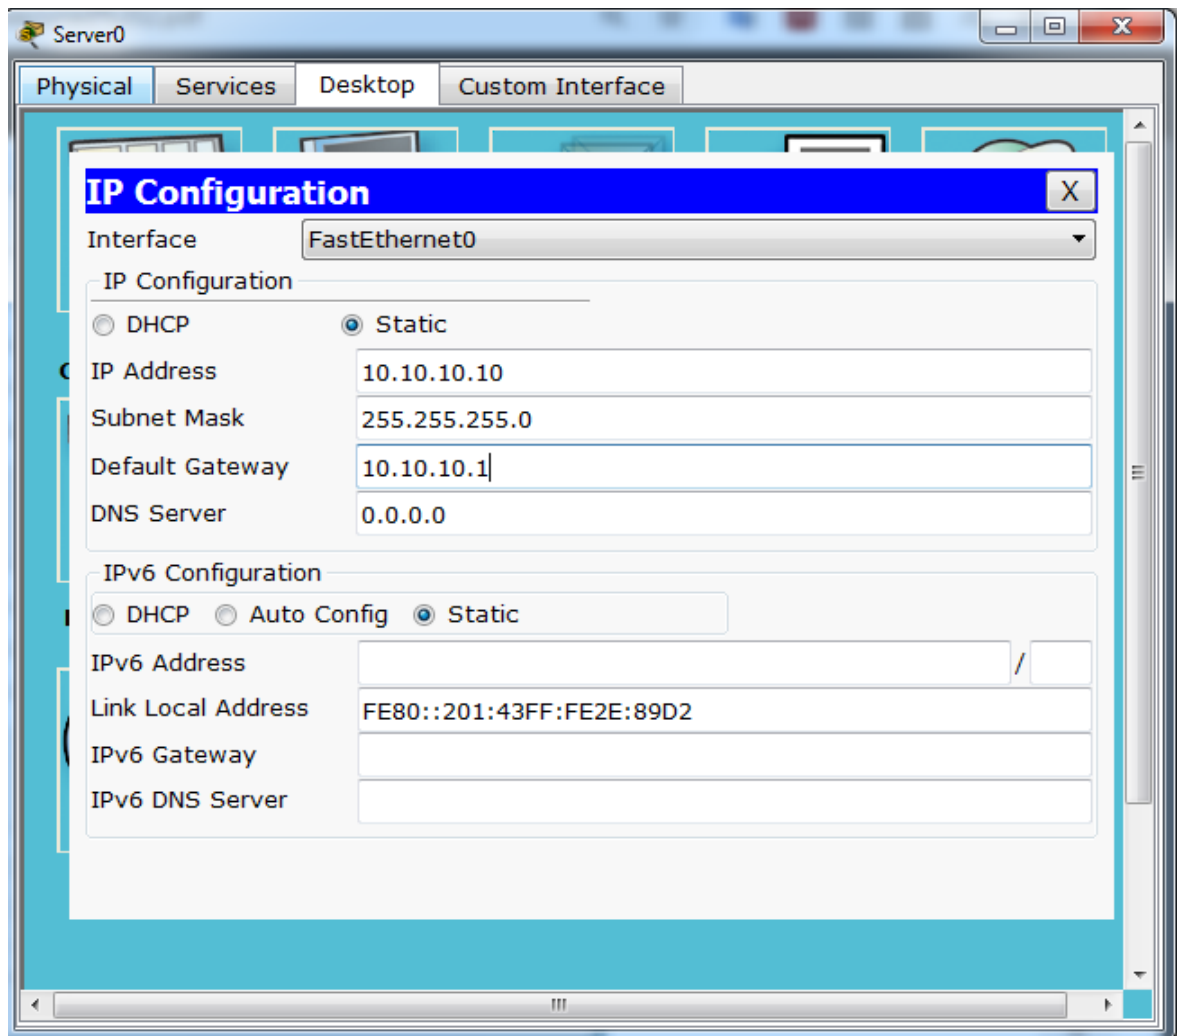 Server0
Physical Services Desktop Custom Interface
IP Configuration X
Interface FastEthernet0
IP Configuration
DHCP Static
IP Address 10.10.10.10
Subnet Mask 255.255.255.0
Default Gateway 10.10.10.1
DNS Server 0.0.0.0
IPv6 Configuration
DHCP Auto Config Static
IPv6 Address /
Link Local Address FE80::201:43FF:FE2E:89D2
IPv6 Gateway
IPv6 DNS Server